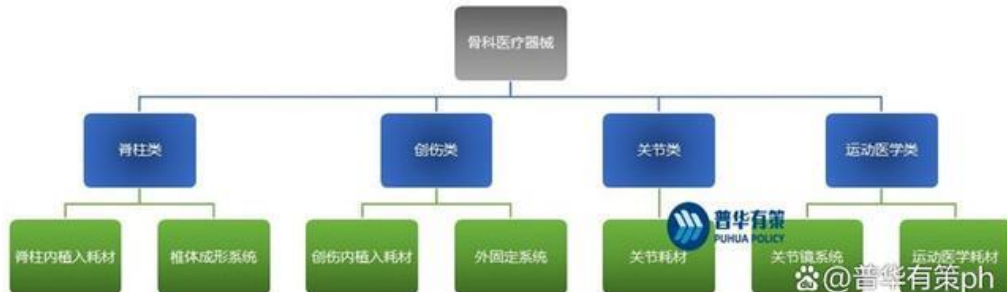 骨科医疗器械
脊柱类
创伤类
关节类
运动医学类
脊柱内植入耗材
椎体成形系统
创伤内植入耗材
外固定系统
关节耗材
关节镜系统
运动医学耗材
普华有策
PUHUA POLICY
@普华有策ph